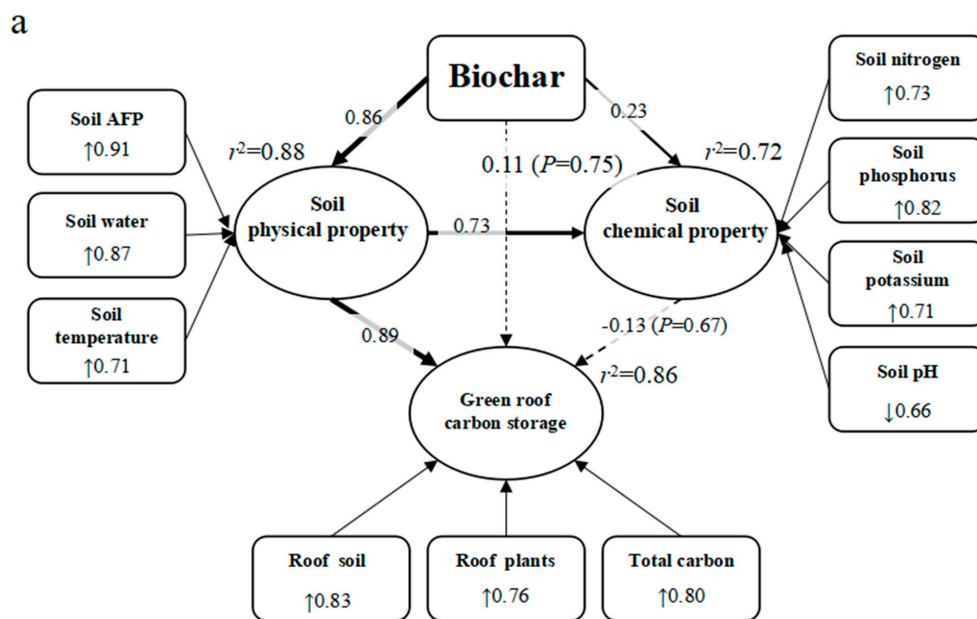 a
Biochar
Soil nitrogen
↑0.73
Soil AFP
↑0.91
0.86
0.23
r²=0.88
0.11 (P=0.75)
r²=0.72
Soil
phosphorus
↑0.82
Soil water
↑0.87
Soil
physical property
0.73
Soil
chemical property
Soil
potassium
↑0.71
Soil
temperature
↑0.71
0.89
-0.13 (P=0.67)
r²=0.86
Soil pH
↓0.66
Green roof
carbon storage
Roof soil
↑0.83
Roof plants
↑0.76
Total carbon
↑0.80